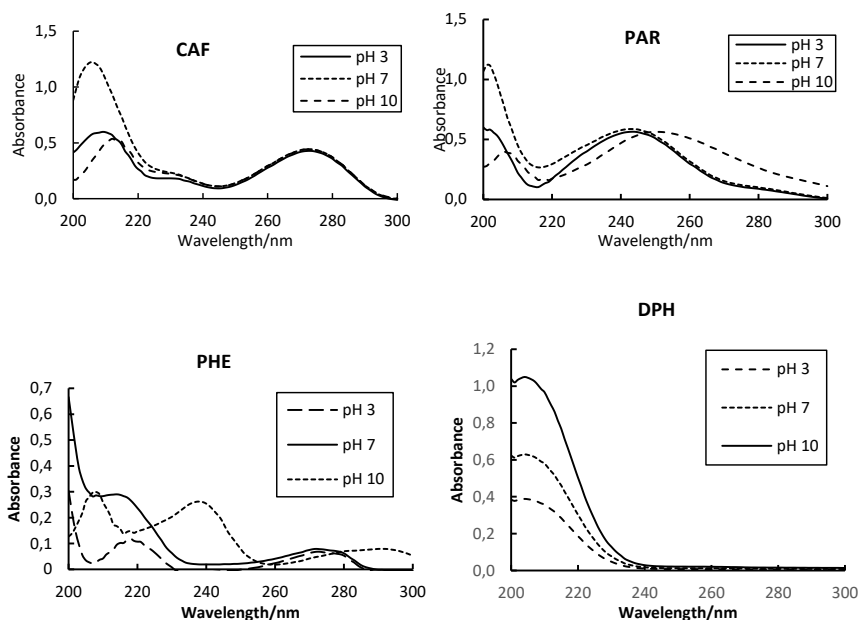 CAF
Absorbance
1,5
1,0
0,5
0,0
200 220 240 260 280 300
Wavelength/nm
pH 3
pH 7
pH 10
PAR
Absorbance
1,5
1,0
0,5
0,0
200 220 240 260 280 300
Wavelength/nm
pH 3
pH 7
pH 10
PHE
Absorbance
0,7
0,6
0,5
0,4
0,3
0,2
0,1
0
200 220 240 260 280 300
Wavelength/nm
pH 3
pH 7
pH 10
DPH
Absorbance
1,2
1,0
0,8
0,6
0,4
0,2
0,0
200 220 240 260 280 300
Wavelength/nm
pH 3
pH 7
pH 10